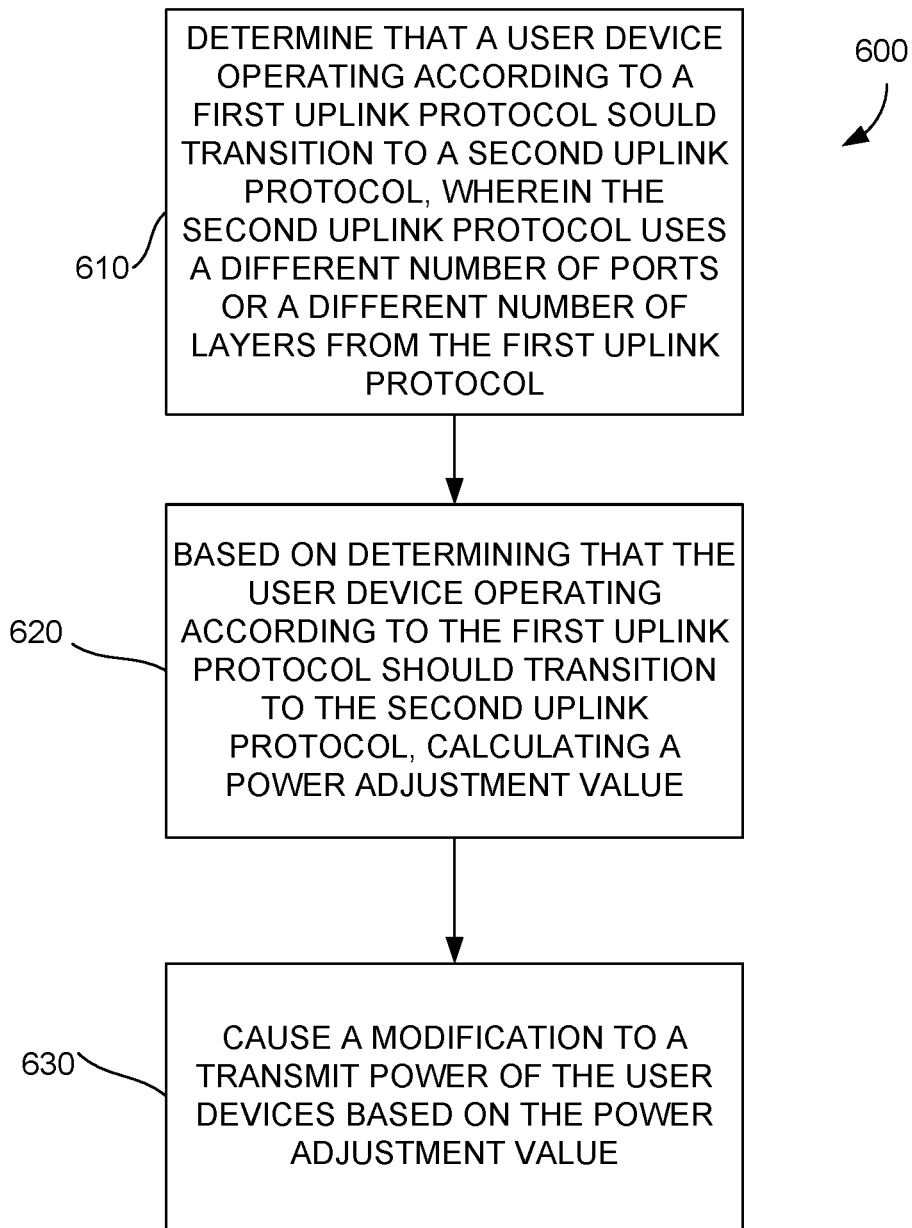 DETERMINE THAT A USER DEVICE
OPERATING ACCORDING TO A
FIRST UPLINK PROTOCOL SOULD
TRANSITION TO A SECOND UPLINK
PROTOCOL, WHEREIN THE
SECOND UPLINK PROTOCOL USES
A DIFFERENT NUMBER OF PORTS
OR A DIFFERENT NUMBER OF
LAYERS FROM THE FIRST UPLINK
PROTOCOL
600
610
BASED ON DETERMINING THAT THE
USER DEVICE OPERATING
ACCORDING TO THE FIRST UPLINK
PROTOCOL SHOULD TRANSITION
TO THE SECOND UPLINK
PROTOCOL, CALCULATING A
POWER ADJUSTMENT VALUE
620
CAUSE A MODIFICATION TO A
TRANSMIT POWER OF THE USER
DEVICES BASED ON THE POWER
ADJUSTMENT VALUE
630